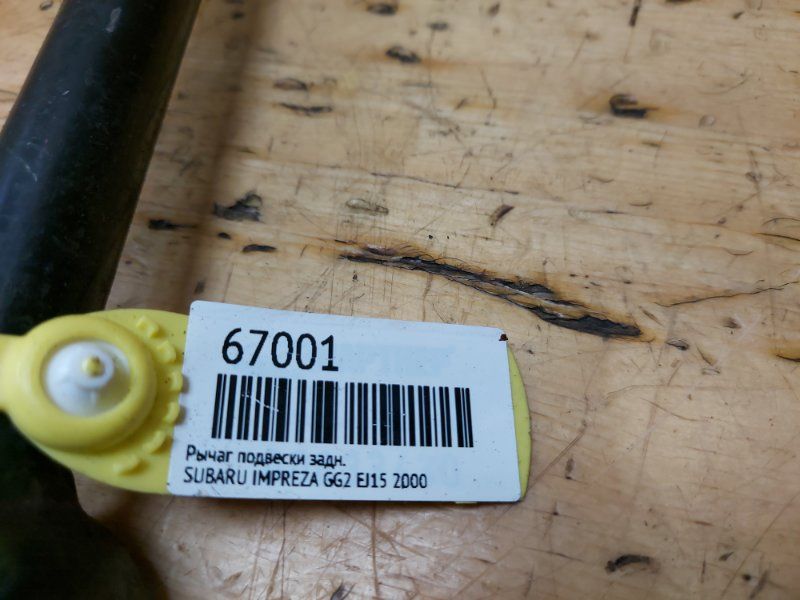 67001
Рычаг подвески задн.
SUBARU IMPREZA GG2 EJ15 2000